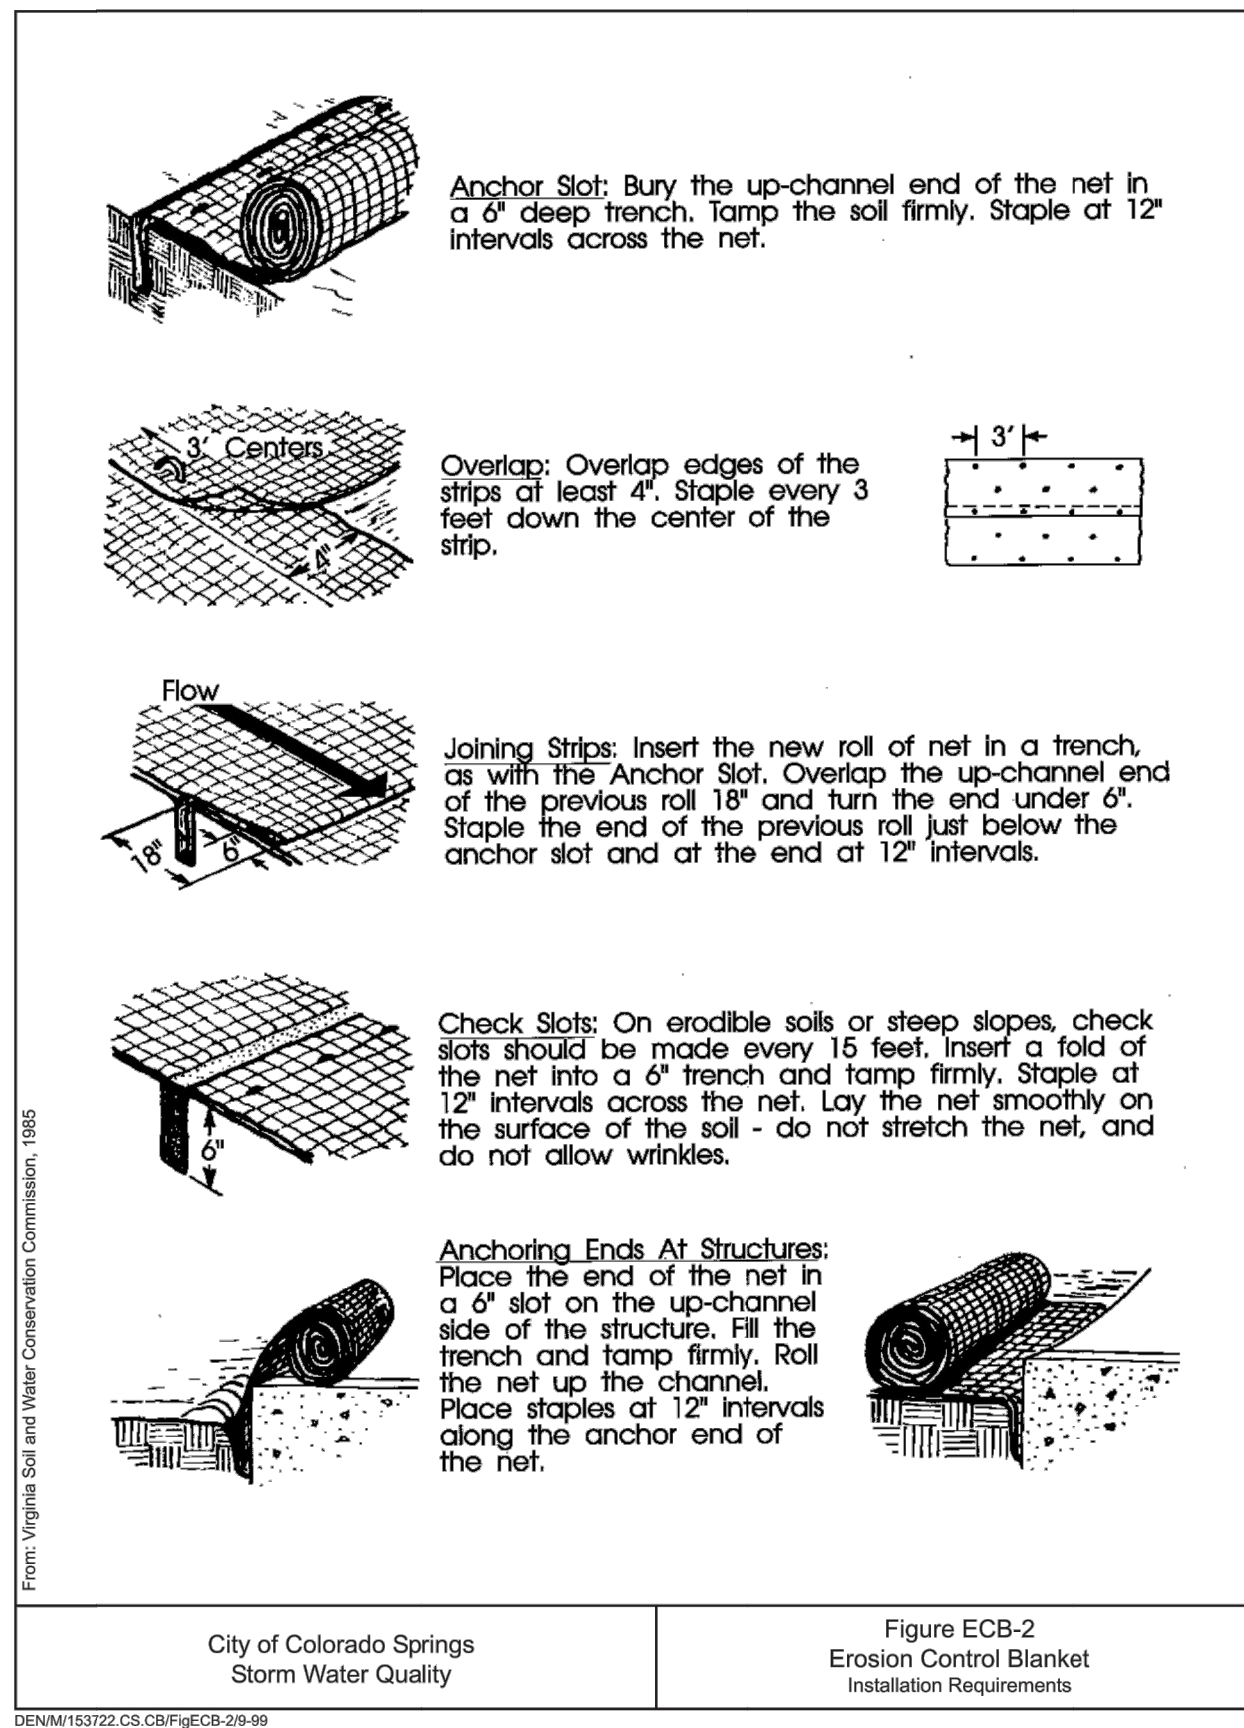 Anchor Slot: Bury the up-channel end of the net in
a 6" deep trench. Tamp the soil firmly. Staple at 12"
intervals across the net.
3' Centers
4"
Overlap: Overlap edges of the
strips at least 4". Staple every 3
feet down the center of the
strip.
3'
Flow
18"
6"
Joining Strips: Insert the new roll of net in a trench,
as with the Anchor Slot. Overlap the up-channel end
of the previous roll 18" and turn the end under 6".
Staple the end of the previous roll just below the
anchor slot and at the end at 12" intervals.
6"
Check Slots: On erodible soils or steep slopes, check
slots should be made every 15 feet. Insert a fold of
the net into a 6" trench and tamp firmly. Staple at
12" intervals across the net. Lay the net smoothly on
the surface of the soil - do not stretch the net, and
do not allow wrinkles.
Anchoring Ends At Structures:
Place the end of the net in
a 6" slot on the up-channel
side of the structure. Fill the
trench and tamp firmly. Roll
the net up the channel.
Place staples at 12" intervals
along the anchor end of
the net.
From: Virginia Soil and Water Conservation Commission, 1985
City of Colorado Springs
Storm Water Quality
Figure ECB-2
Erosion Control Blanket
Installation Requirements
DEN/M/153722.CS.CB/FigECB-2/9-99